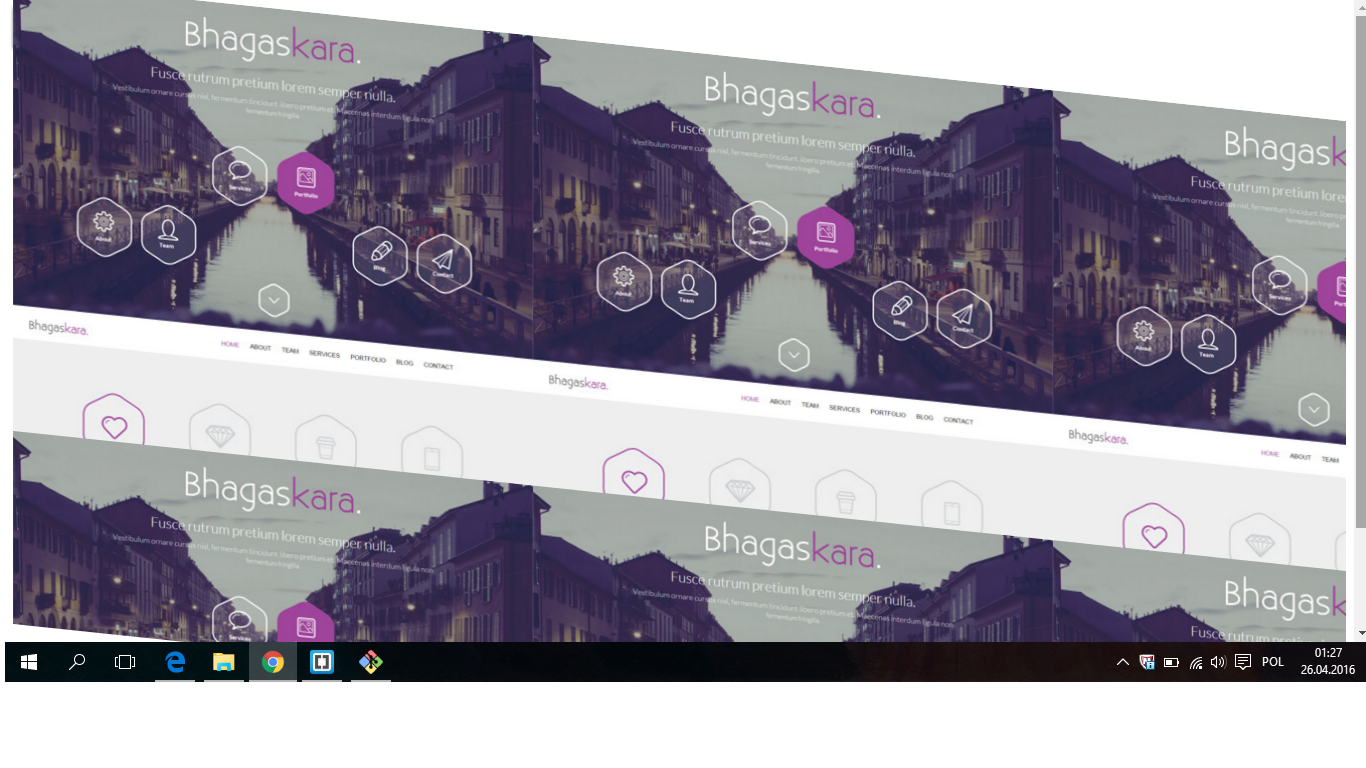 Bhagaskara.
Fusce rutrum pretium lorem semper nulla.
Vestibulum ornare cursus nisl, fermentum tincidunt. libero pretium et. Maecenas interdum ligula non
fermentum fringilla.
Services
Portfolio
About
Team
Blog
Contact
Bhagaskara.
HOME ABOUT TEAM SERVICES PORTFOLIO BLOG CONTACT
Bhagaskara.
Fusce rutrum pretium lorem semper nulla.
Vestibulum ornare cursus nisl, fermentum tincidunt. libero pretium et. Maecenas interdum ligula non
fermentum fringilla.
Services
Portfolio
About
Team
Blog
Contact
Bhagaskara.
HOME ABOUT TEAM SERVICES PORTFOLIO BLOG CONTACT
Bhagask
Fusce rutrum pretium lorem
Services
About
Team
Bhagaskara.
HOME ABOUT TEAM
Bhagaskara.
Fusce rutrum pretium lorem semper nulla.
Vestibulum ornare cursus nisl, fermentum tincidunt. libero pretium et. Maecenas interdum ligula non
fermentum fringilla.
Services
Portfolio
Bhagaskara.
Fusce rutrum pretium lorem semper nulla.
Vestibulum ornare cursus nisl, fermentum tincidunt. libero pretium et. Maecenas interdum ligula non
fermentum fringilla.
Bhagask
Fusce rutrum pretium
POL
01:27
26.04.2016